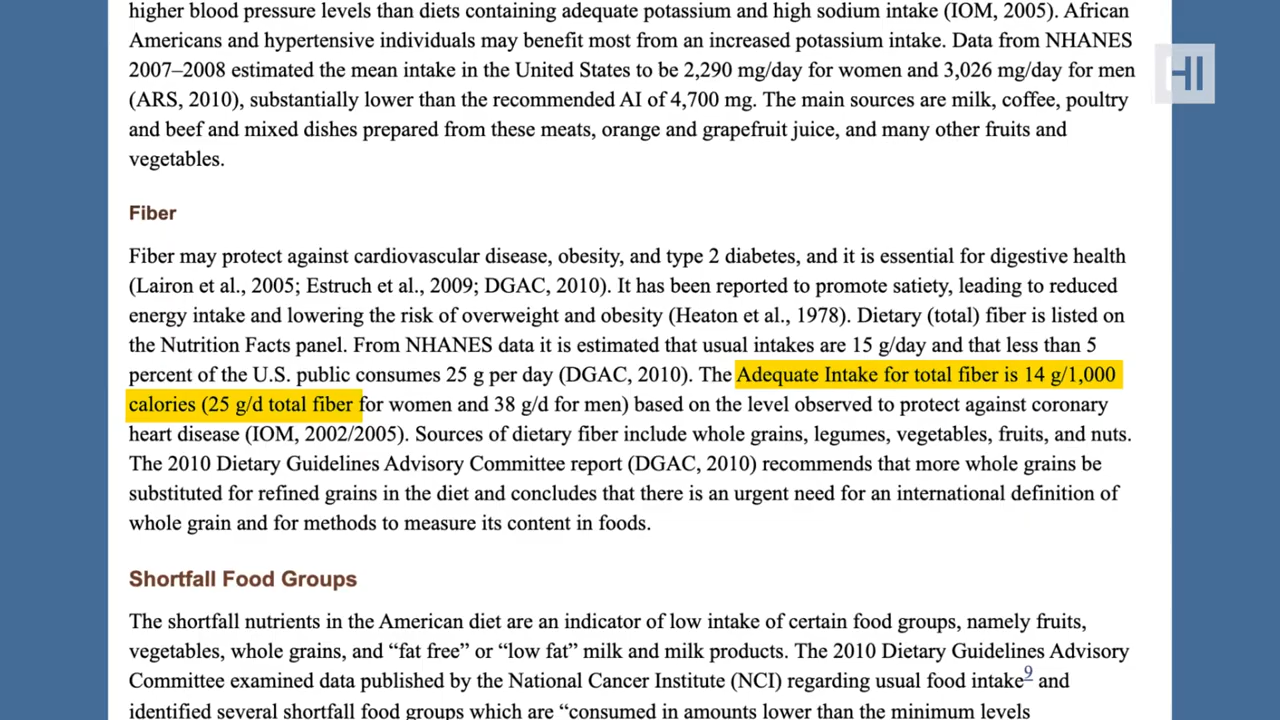 higher blood pressure levels than diets containing adequate potassium and high sodium intake (IOM, 2005). African
Americans and hypertensive individuals may benefit most from an increased potassium intake. Data from NHANES
2007–2008 estimated the mean intake in the United States to be 2,290 mg/day for women and 3,026 mg/day for men
(ARS, 2010), substantially lower than the recommended AI of 4,700 mg. The main sources are milk, coffee, poultry
and beef and mixed dishes prepared from these meats, orange and grapefruit juice, and many other fruits and
vegetables.
HI
Fiber
Fiber may protect against cardiovascular disease, obesity, and type 2 diabetes, and it is essential for digestive health
(Lairon et al., 2005; Estruch et al., 2009; DGAC, 2010). It has been reported to promote satiety, leading to reduced
energy intake and lowering the risk of overweight and obesity (Heaton et al., 1978). Dietary (total) fiber is listed on
the Nutrition Facts panel. From NHANES data it is estimated that usual intakes are 15 g/day and that less than 5
percent of the U.S. public consumes 25 g per day (DGAC, 2010). The Adequate Intake for total fiber is 14 g/1,000
calories (25 g/d total fiber for women and 38 g/d for men) based on the level observed to protect against coronary
heart disease (IOM, 2002/2005). Sources of dietary fiber include whole grains, legumes, vegetables, fruits, and nuts.
The 2010 Dietary Guidelines Advisory Committee report (DGAC, 2010) recommends that more whole grains be
substituted for refined grains in the diet and concludes that there is an urgent need for an international definition of
whole grain and for methods to measure its content in foods.
Shortfall Food Groups
The shortfall nutrients in the American diet are an indicator of low intake of certain food groups, namely fruits,
vegetables, whole grains, and “fat free” or “low fat” milk and milk products. The 2010 Dietary Guidelines Advisory
Committee examined data published by the National Cancer Institute (NCI) regarding usual food intake9 and
identified several shortfall food groups which are “consumed in amounts lower than the minimum levels